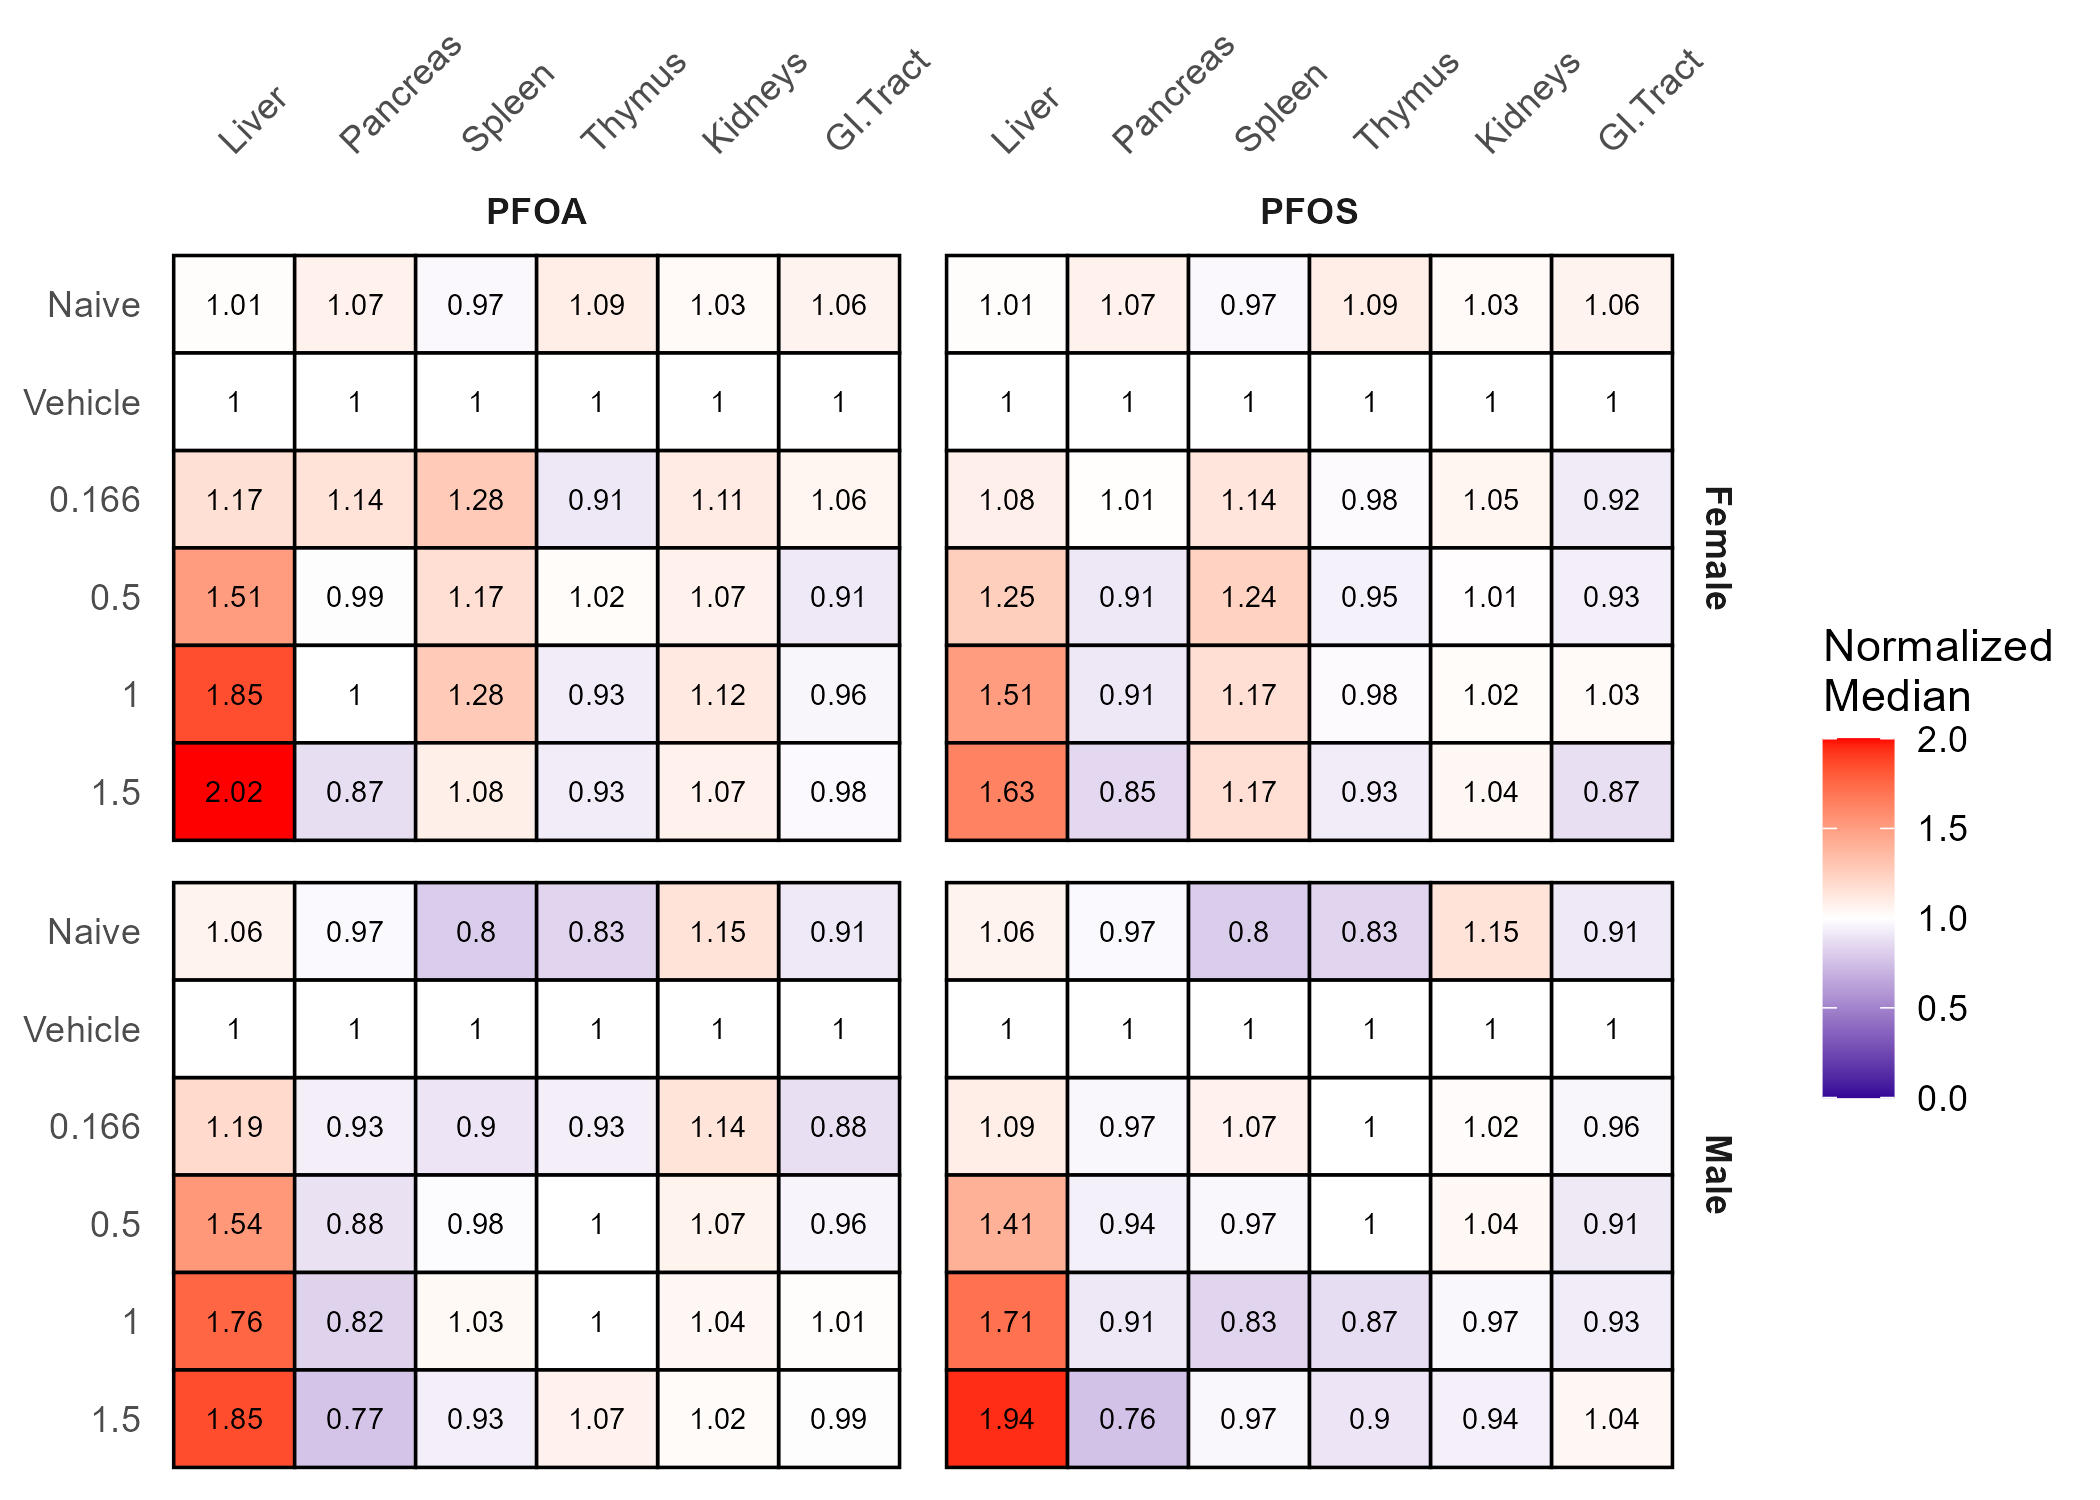 Liver Pancreas Spleen Thymus Kidneys GI.Tract Liver Pancreas Spleen Thymus Kidneys GI.Tract
PFOA PFOS
Naive 1.01 1.07 0.97 1.09 1.03 1.06 1.01 1.07 0.97 1.09 1.03 1.06
Vehicle 1 1 1 1 1 1 1 1 1 1 1 1
0.166 1.17 1.14 1.28 0.91 1.11 1.06 1.08 1.01 1.14 0.98 1.05 0.92
0.5 1.51 0.99 1.17 1.02 1.07 0.91 1.25 0.91 1.24 0.95 1.01 0.93
1 1.85 1 1.28 0.93 1.12 0.96 1.51 0.91 1.17 0.98 1.02 1.03
1.5 2.02 0.87 1.08 0.93 1.07 0.98 1.63 0.85 1.17 0.93 1.04 0.87
Female
Naive 1.06 0.97 0.8 0.83 1.15 0.91 1.06 0.97 0.8 0.83 1.15 0.91
Vehicle 1 1 1 1 1 1 1 1 1 1 1 1
0.166 1.19 0.93 0.9 0.93 1.14 0.88 1.09 0.97 1.07 1 1.02 0.96
0.5 1.54 0.88 0.98 1 1.07 0.96 1.41 0.94 0.97 1 1.04 0.91
1 1.76 0.82 1.03 1 1.04 1.01 1.71 0.91 0.83 0.87 0.97 0.93
1.5 1.85 0.77 0.93 1.07 1.02 0.99 1.94 0.76 0.97 0.9 0.94 1.04
Male
Normalized
Median
2.0
1.5
1.0
0.5
0.0